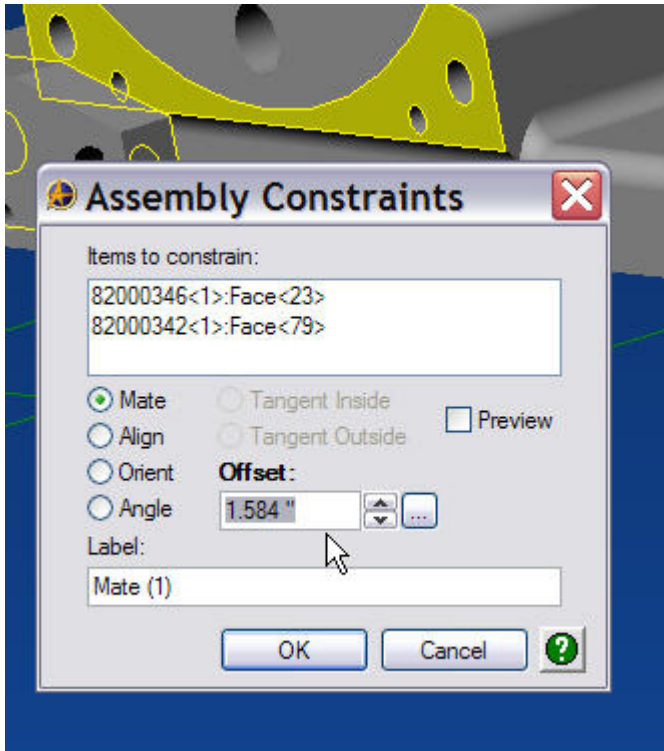 Assembly Constraints
Items to constrain:
82000346<1>:Face<23>
82000342<1>:Face<79>
Mate
Tangent Inside
Preview
Align
Tangent Outside
Orient
Offset:
Angle
1.584 "
...
Label:
Mate (1)
OK
Cancel
?